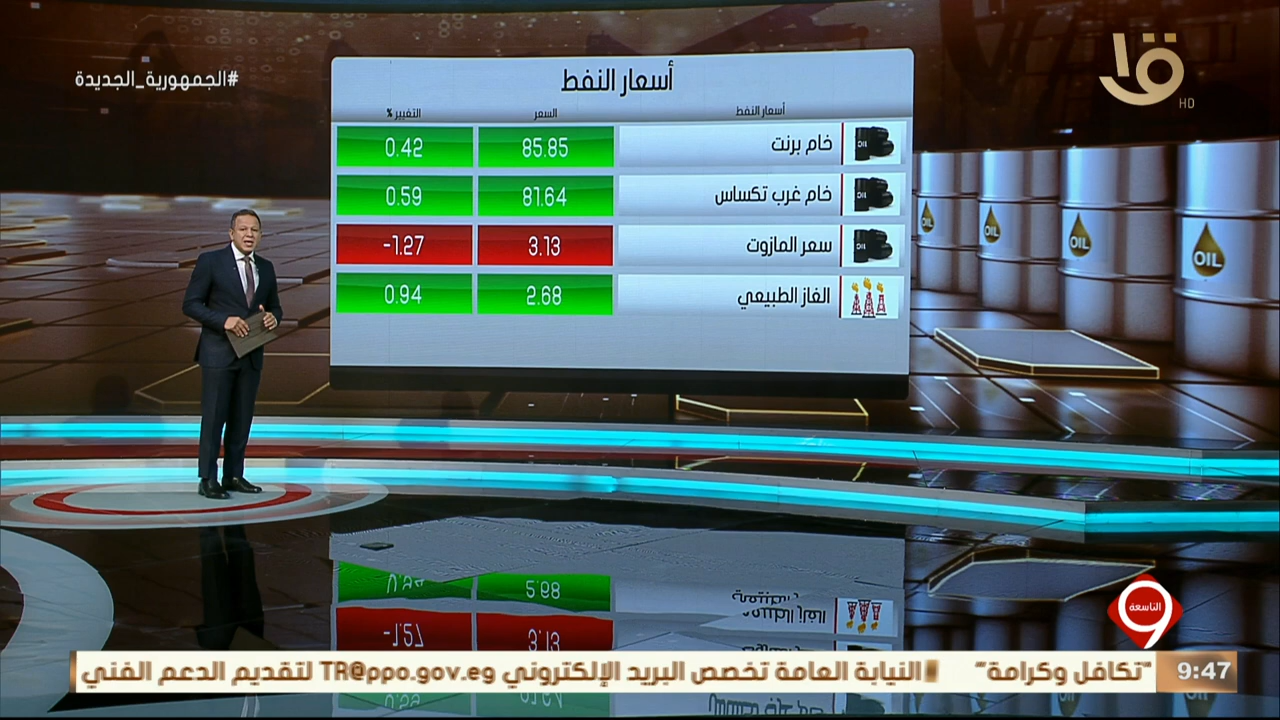 #الجمهورية_الجديدة
HD
أسعار النفط
أسعار النفط السعر التغيير %
خام برنت 85.85 0.42
خام غرب تكساس 81.64 0.59
سعر المازوت 3.13 -1.27
الغاز الطبيعي 2.68 0.94
OIL OIL OIL OIL
التاسعة
9
9:47 "تكافل وكرامة" النيابة العامة تخصص البريد الإلكتروني TR@ppo.gov.eg لتقديم الدعم الفني